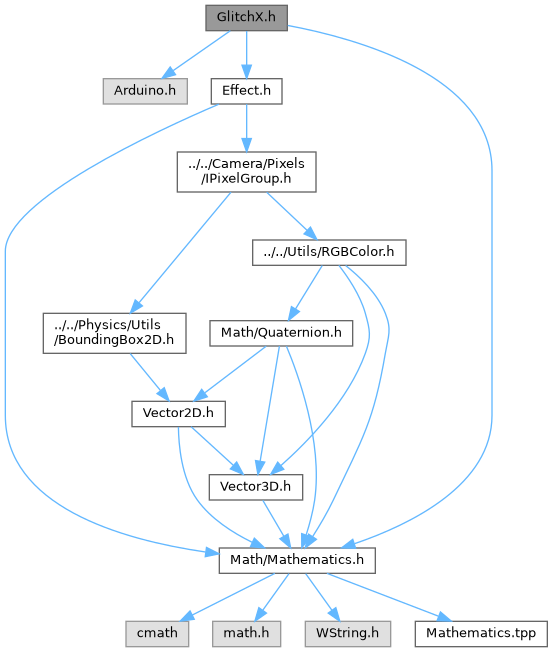 GlitchX.h
Arduino.h
Effect.h
../../Camera/Pixels
/IPixelGroup.h
../../Utils/RGBColor.h
../../Physics/Utils
/BoundingBox2D.h
Math/Quaternion.h
Vector2D.h
Vector3D.h
Math/Mathematics.h
cmath
math.h
WString.h
Mathematics.tpp